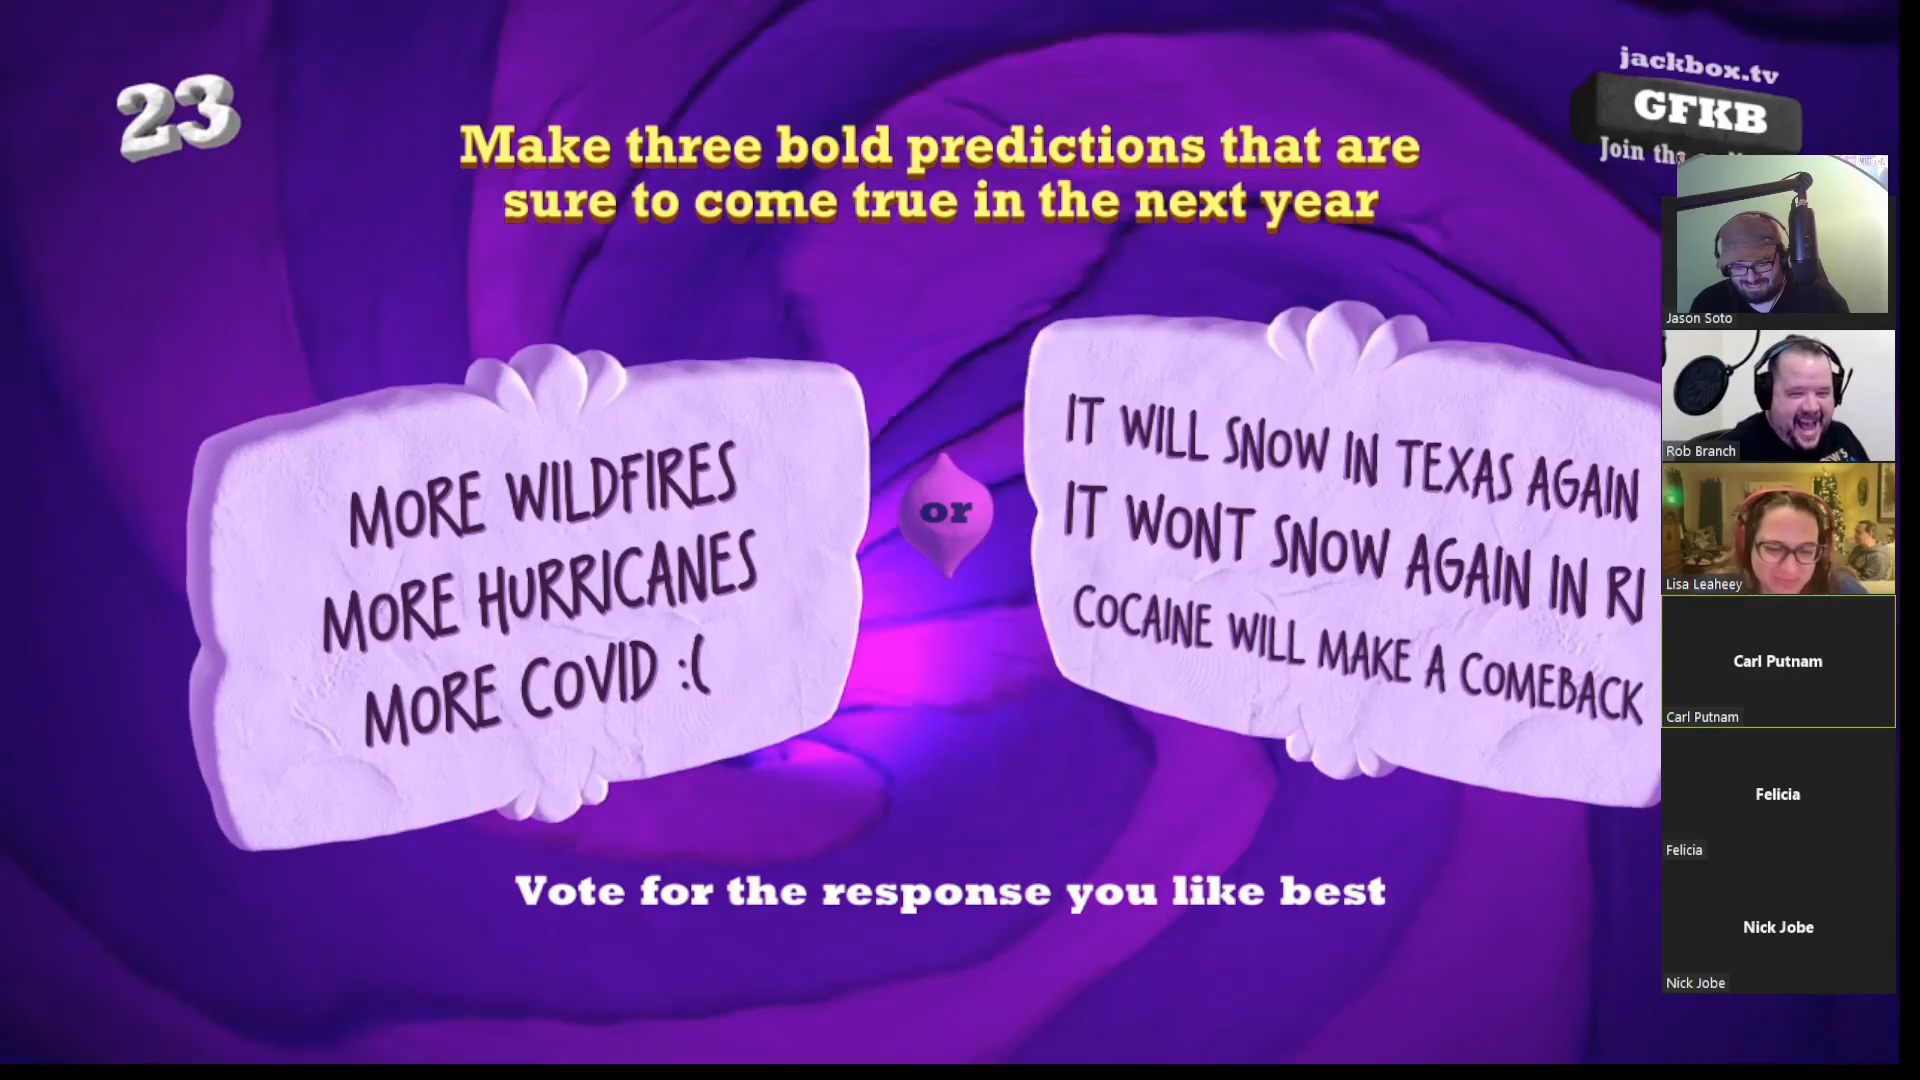 23
jackbox.tv
GFKB
Join the
Make three bold predictions that are
sure to come true in the next year
MORE WILDFIRES
MORE HURRICANES
MORE COVID :(
or
IT WILL SNOW IN TEXAS AGAIN
IT WONT SNOW AGAIN IN RI
COCAINE WILL MAKE A COMEBACK
Vote for the response you like best
Jason Soto
Rob Branch
Lisa Leaheey
Carl Putnam
Carl Putnam
Felicia
Felicia
Nick Jobe
Nick Jobe